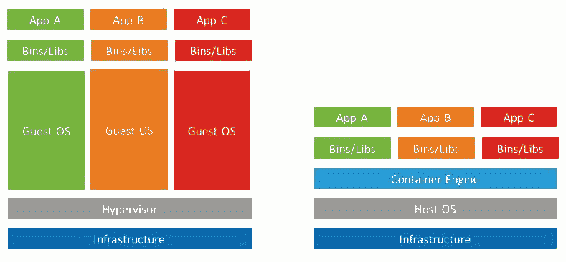 App A
App B
App C
Bins/Libs
Bins/Libs
Bins/Libs
Guest OS
Guest OS
Guest OS
Hypervisor
Infrastructure
App A
App B
App C
Bins/Libs
Bins/Libs
Bins/Libs
Container Engine
Host OS
Infrastructure